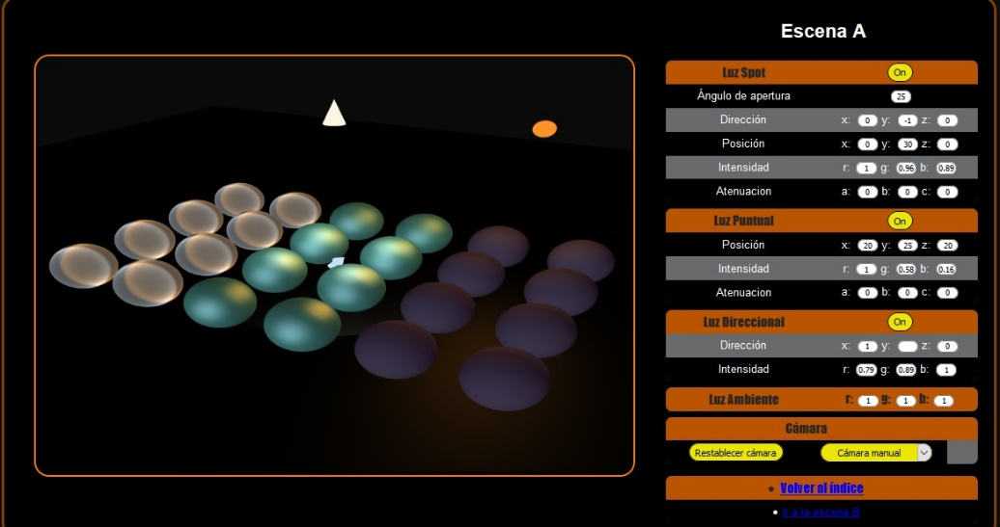 Escena A
Luz Spot On
Ángulo de apertura 25
Dirección x: 0 y: -1 z: 0
Posición x: 0 y: 30 z: 0
Intensidad r: 1 g: 0.96 b: 0.89
Atenuacion a: 0 b: 0 c: 0
Luz Puntual On
Posición x: 20 y: 25 z: 20
Intensidad r: 1 g: 0.58 b: 0.16
Atenuacion a: 0 b: 0 c: 0
Luz Direccional On
Dirección x: 1 y: z: 0
Intensidad r: 0.79 g: 0.89 b: 1
Luz Ambiente r: 1 g: 1 b: 1
Cámara
Restablecer cámara Cámara manual
• Volver al índice
• Ir a la escena B